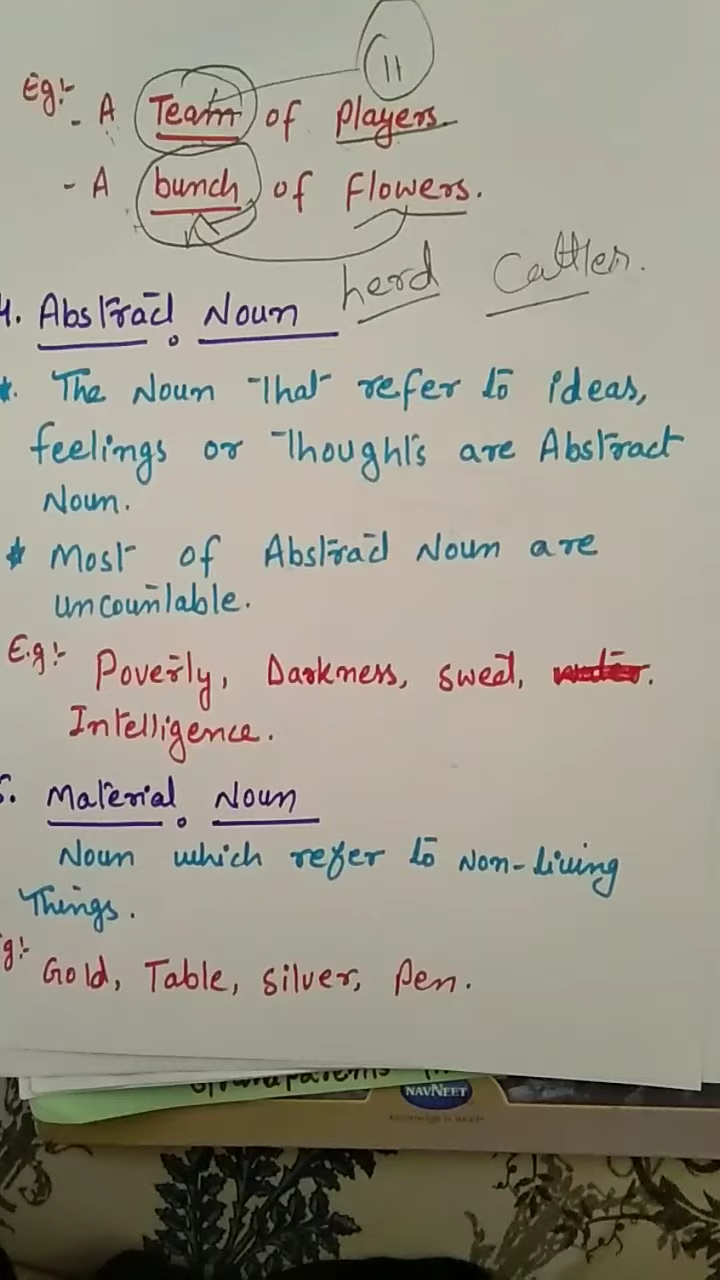 11
Eg:-
- A Team of Players.
- A bunch of Flowers.
herd Cattles.
4. Abstract Noun
*. The Noun That refer to ideas,
feelings or Thoughts are Abstract
Noun.
* Most of Abstract Noun are
uncountable.
E.g:- Poverty, Darkness, sweet, water.
Intelligence.
5. Material Noun
Noun which refer to Non-living
Things.
g:- Gold, Table, silver, Pen.
NAVNEET